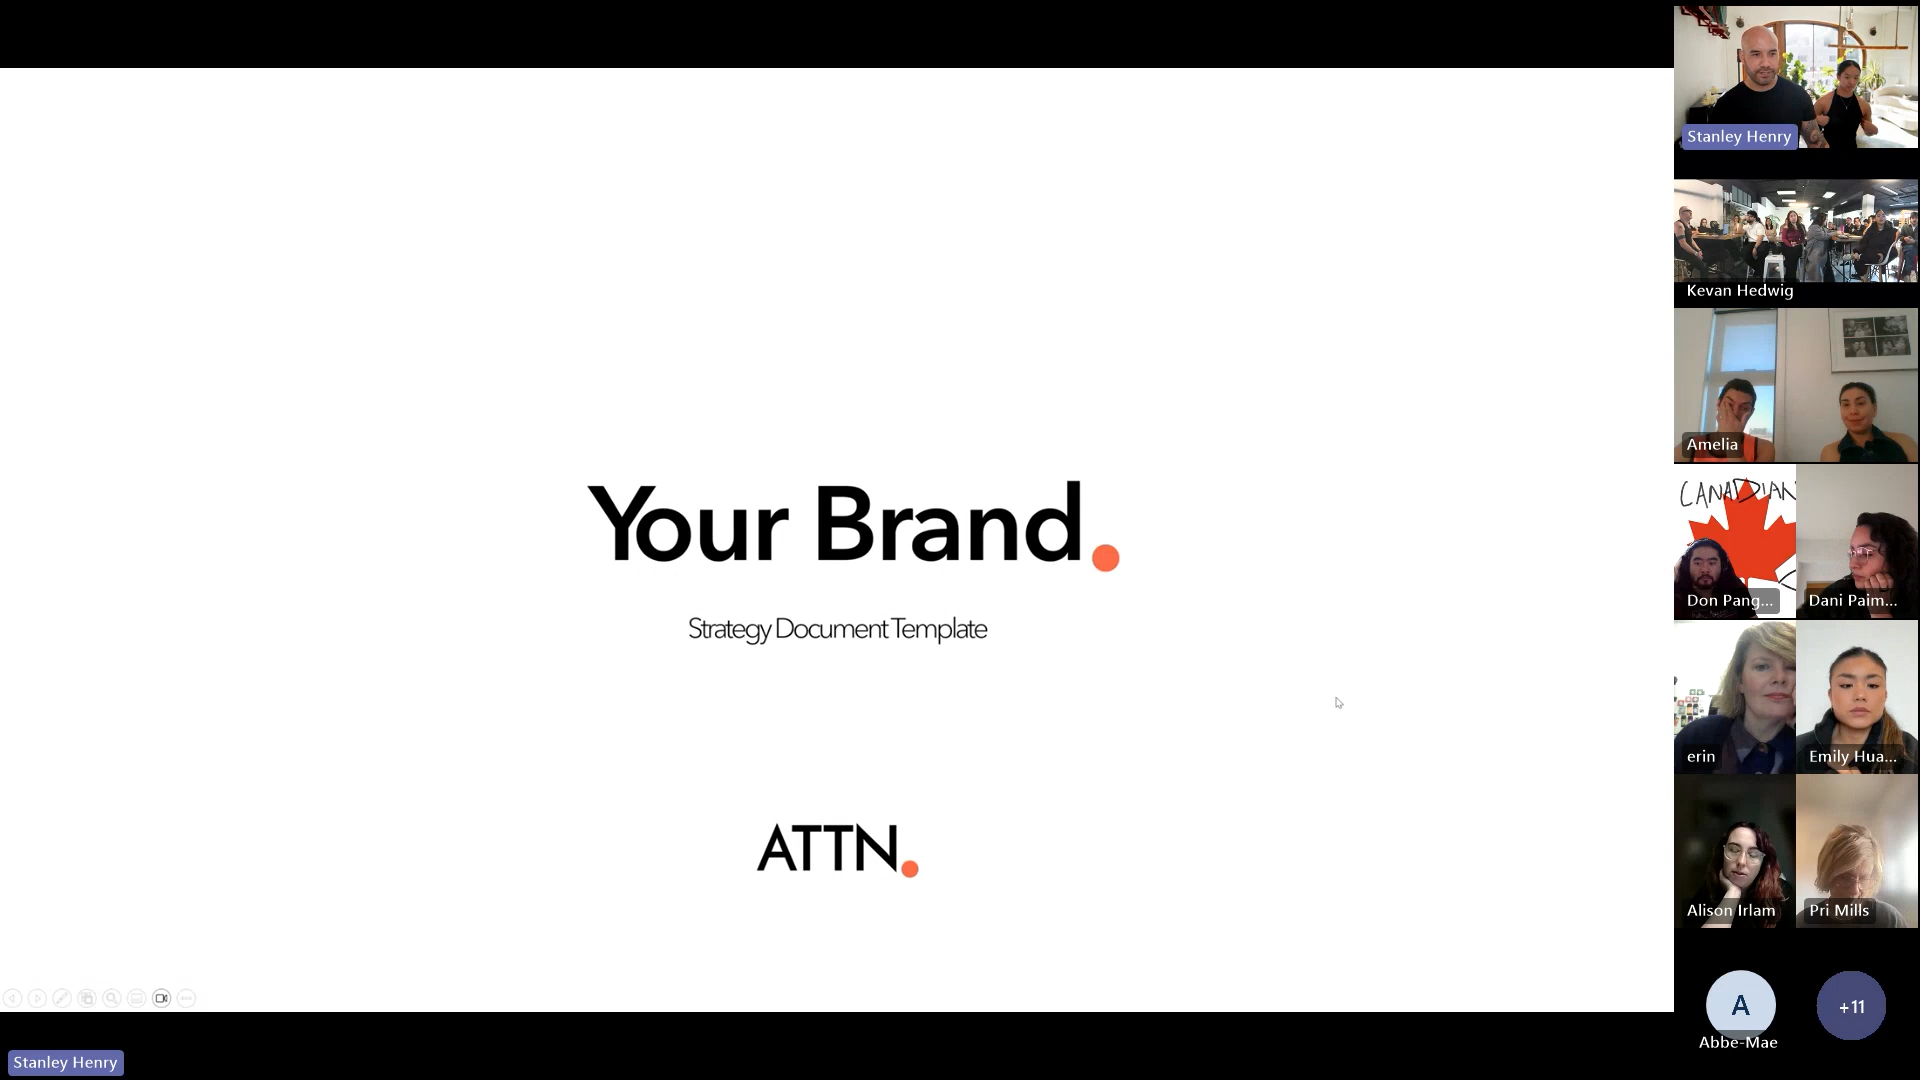 Your Brand.
Strategy Document Template
ATTN.
Stanley Henry
Stanley Henry
Kevan Hedwig
Amelia
CANADIAN
Don Pang...
Dani Paim...
erin
Emily Hua...
Alison Irlam
Pri Mills
A
Abbe-Mae
+11